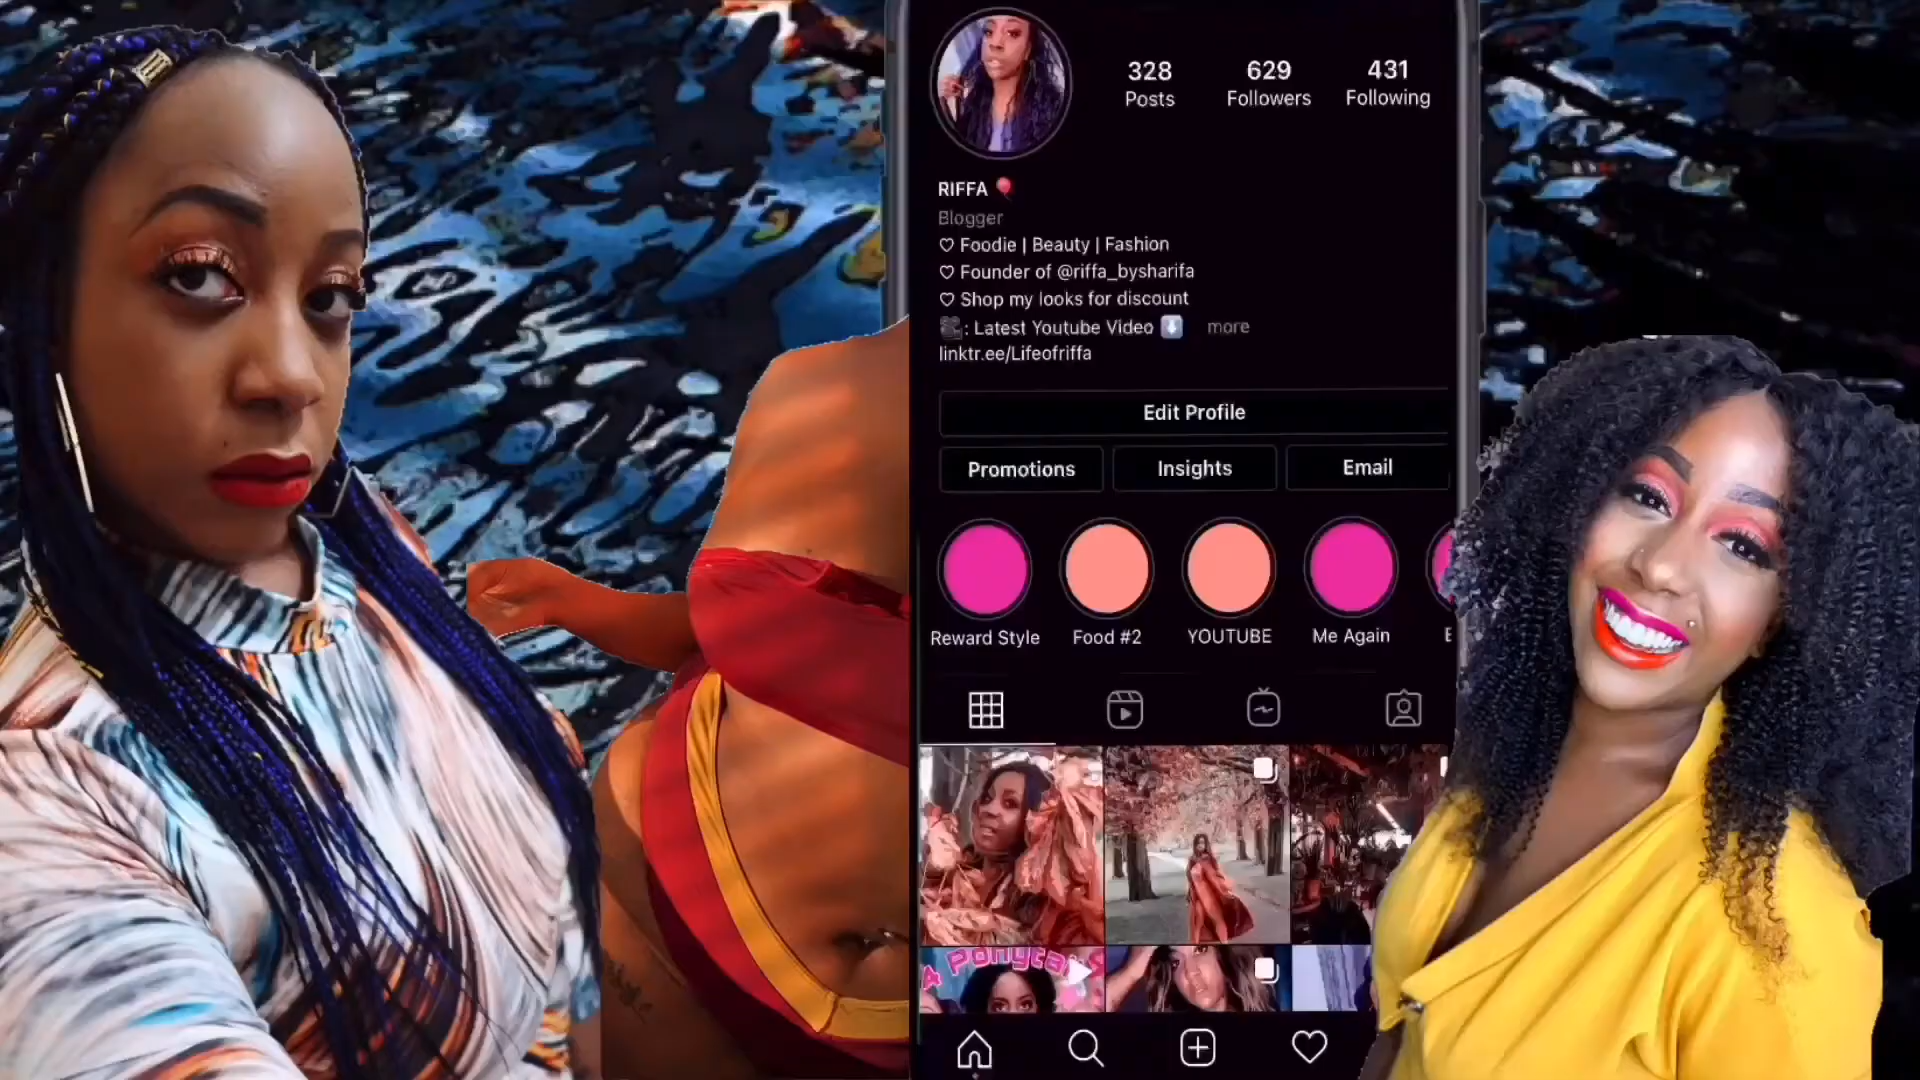 328 629 431
Posts Followers Following
RIFFA
Blogger
♡ Foodie | Beauty | Fashion
♡ Founder of @riffa_bysharifa
♡ Shop my looks for discount
: Latest Youtube Video more
linktr.ee/Lifeofriffa
Edit Profile
Promotions Insights Email
Reward Style Food #2 YOUTUBE Me Again